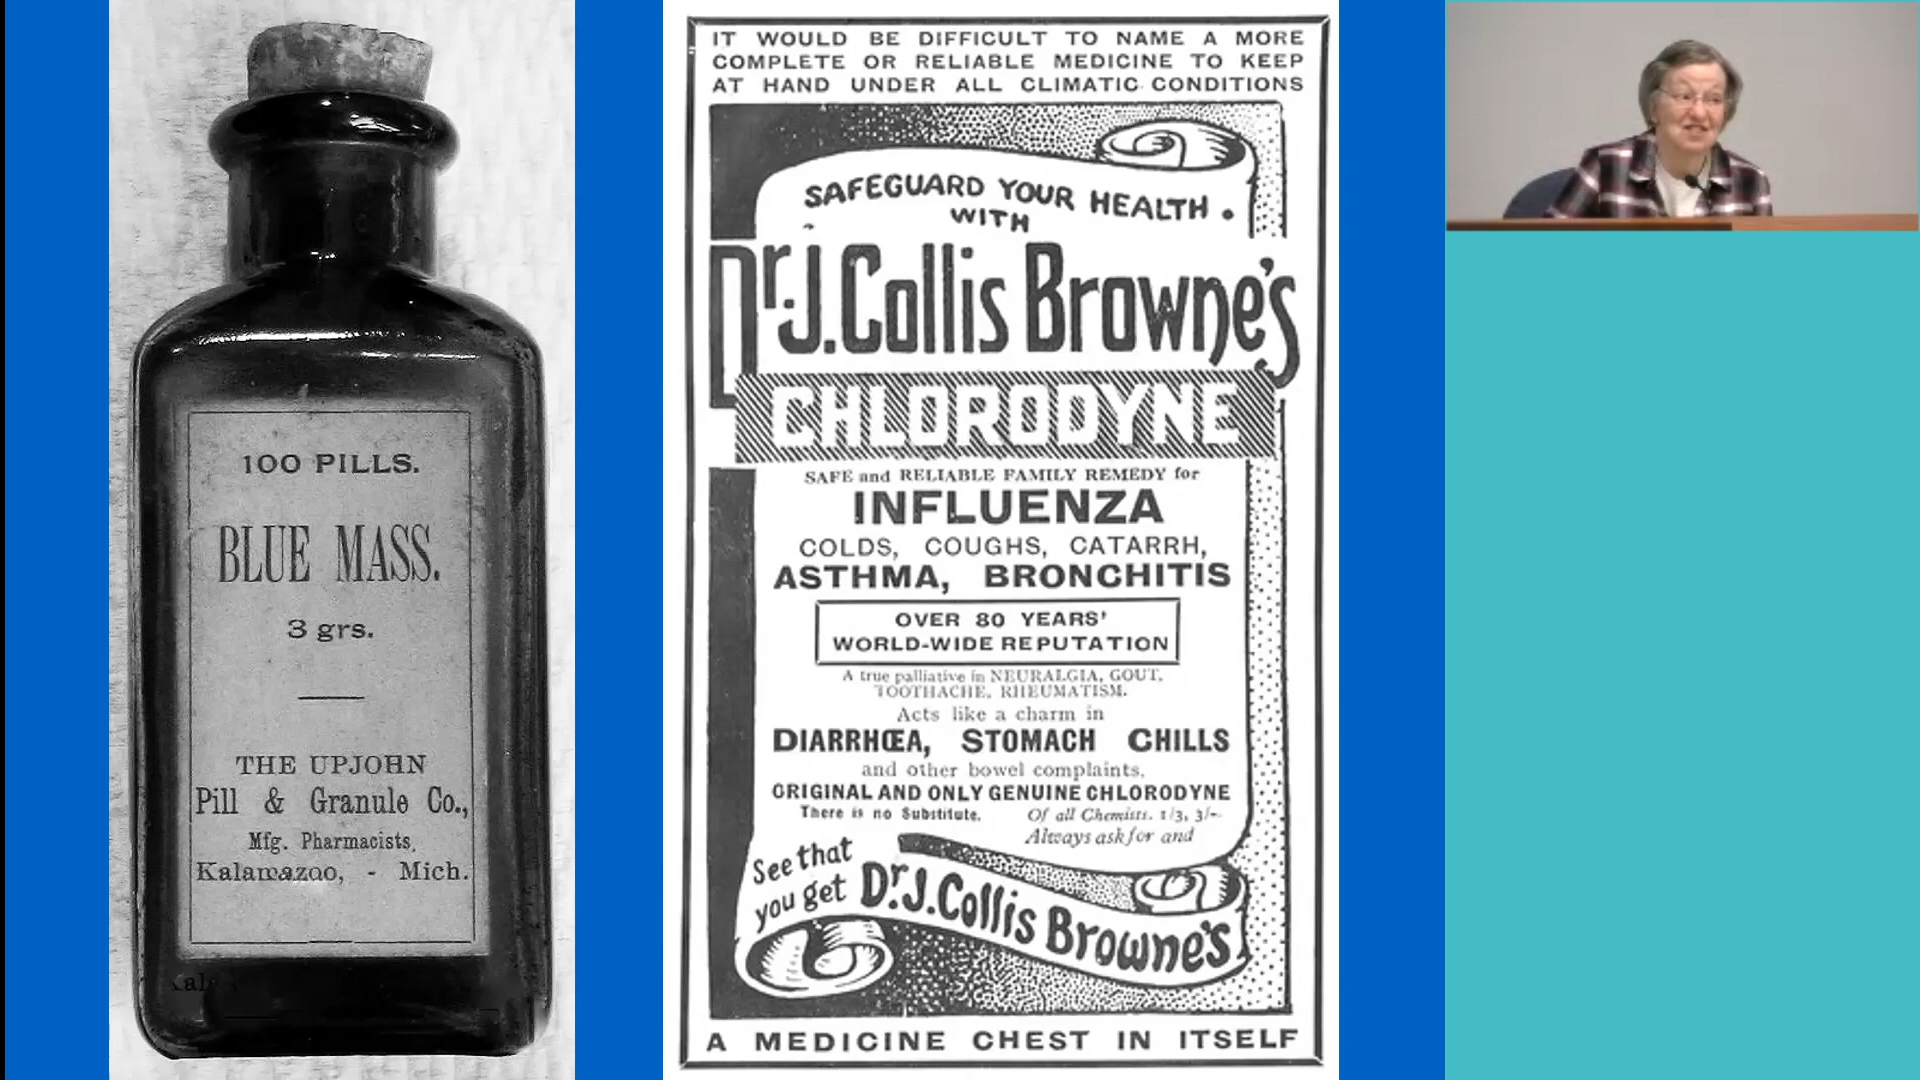 100 PILLS.
BLUE MASS.
3 grs.
THE UPJOHN
Pill & Granule Co.,
Mfg. Pharmacists,
Kalamazoo, - Mich.
IT WOULD BE DIFFICULT TO NAME A MORE
COMPLETE OR RELIABLE MEDICINE TO KEEP
AT HAND UNDER ALL CLIMATIC CONDITIONS
SAFEGUARD YOUR HEALTH.
WITH
Dr. J. Collis Browne's
CHLORODYNE
SAFE and RELIABLE FAMILY REMEDY for
INFLUENZA
COLDS, COUGHS, CATARRH,
ASTHMA, BRONCHITIS
OVER 80 YEARS'
WORLD-WIDE REPUTATION
A true palliative in NEURALGIA, GOUT,
TOOTHACHE, RHEUMATISM.
Acts like a charm in
DIARRHŒA, STOMACH CHILLS
and other bowel complaints.
ORIGINAL AND ONLY GENUINE CHLORODYNE
There is no Substitute. Of all Chemists. 1/3, 3/-
Always ask for and
See that
you get Dr. J. Collis Browne's
A MEDICINE CHEST IN ITSELF